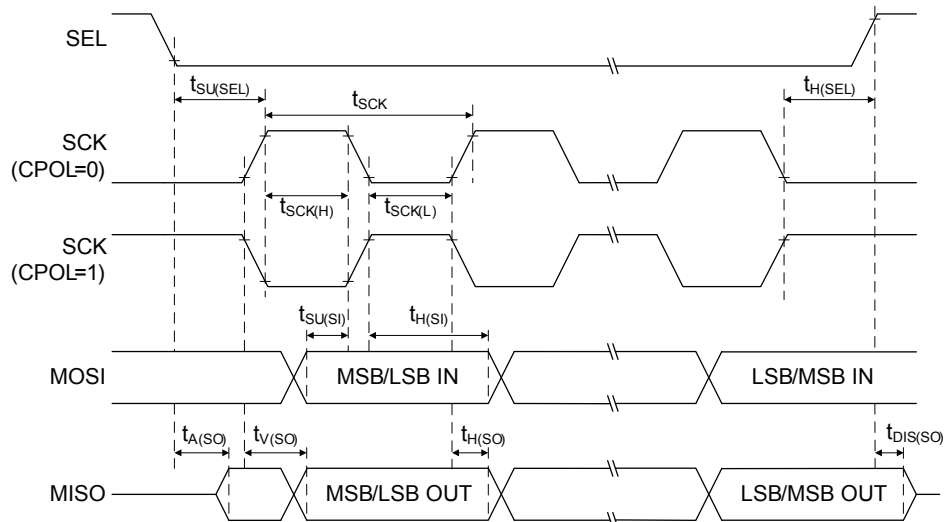 SEL
tSU(SEL)
tSCK
tH(SEL)
SCK
(CPOL=0)
tSCK(H)
tSCK(L)
SCK
(CPOL=1)
tSU(SI)
tH(SI)
MOSI
MSB/LSB IN
LSB/MSB IN
tA(SO)
tV(SO)
tH(SO)
tDIS(SO)
MISO
MSB/LSB OUT
LSB/MSB OUT